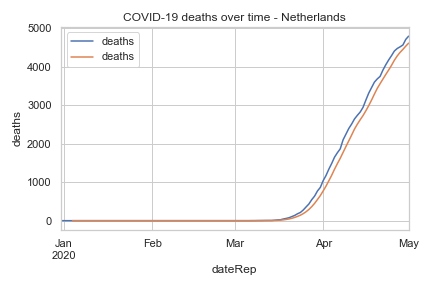 COVID-19 deaths over time - Netherlands
deaths
deaths
5000
4000
3000
2000
1000
0
deaths
Jan
2020
Feb
Mar
Apr
May
dateRep